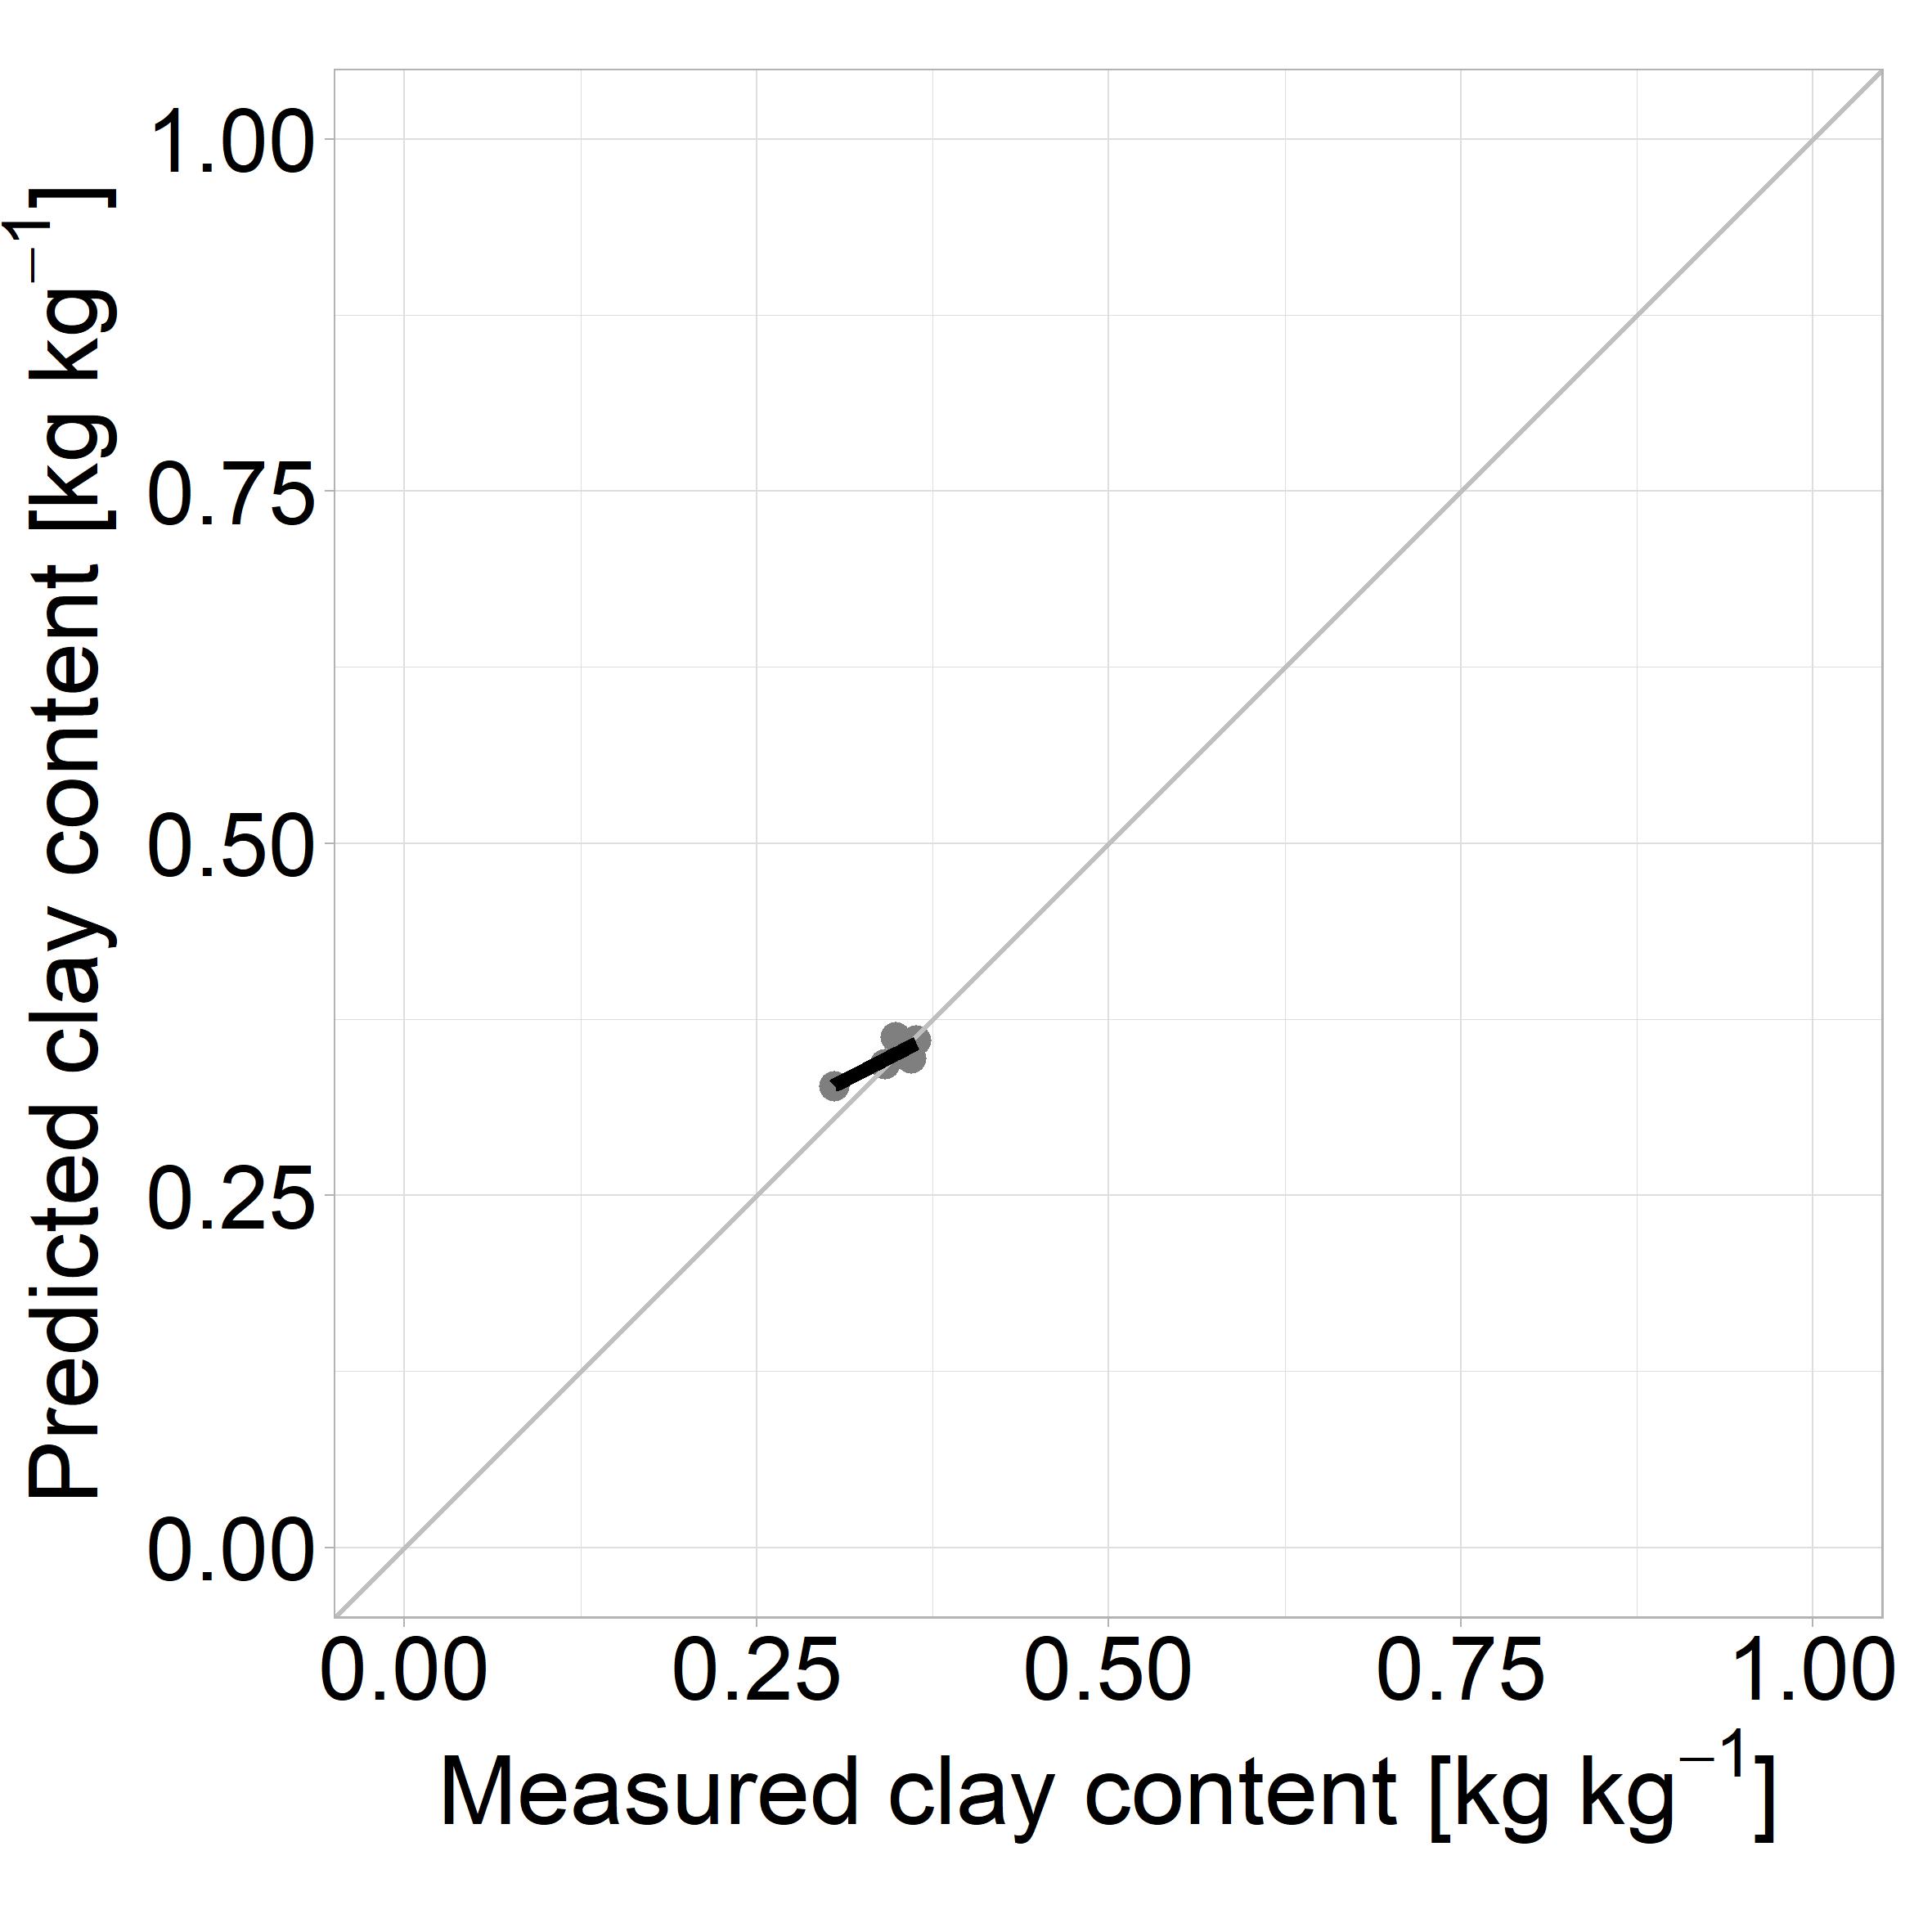 Predicted clay content [kg kg⁻¹]
1.00
0.75
0.50
0.25
0.00
0.00 0.25 0.50 0.75 1.00
Measured clay content [kg kg⁻¹]